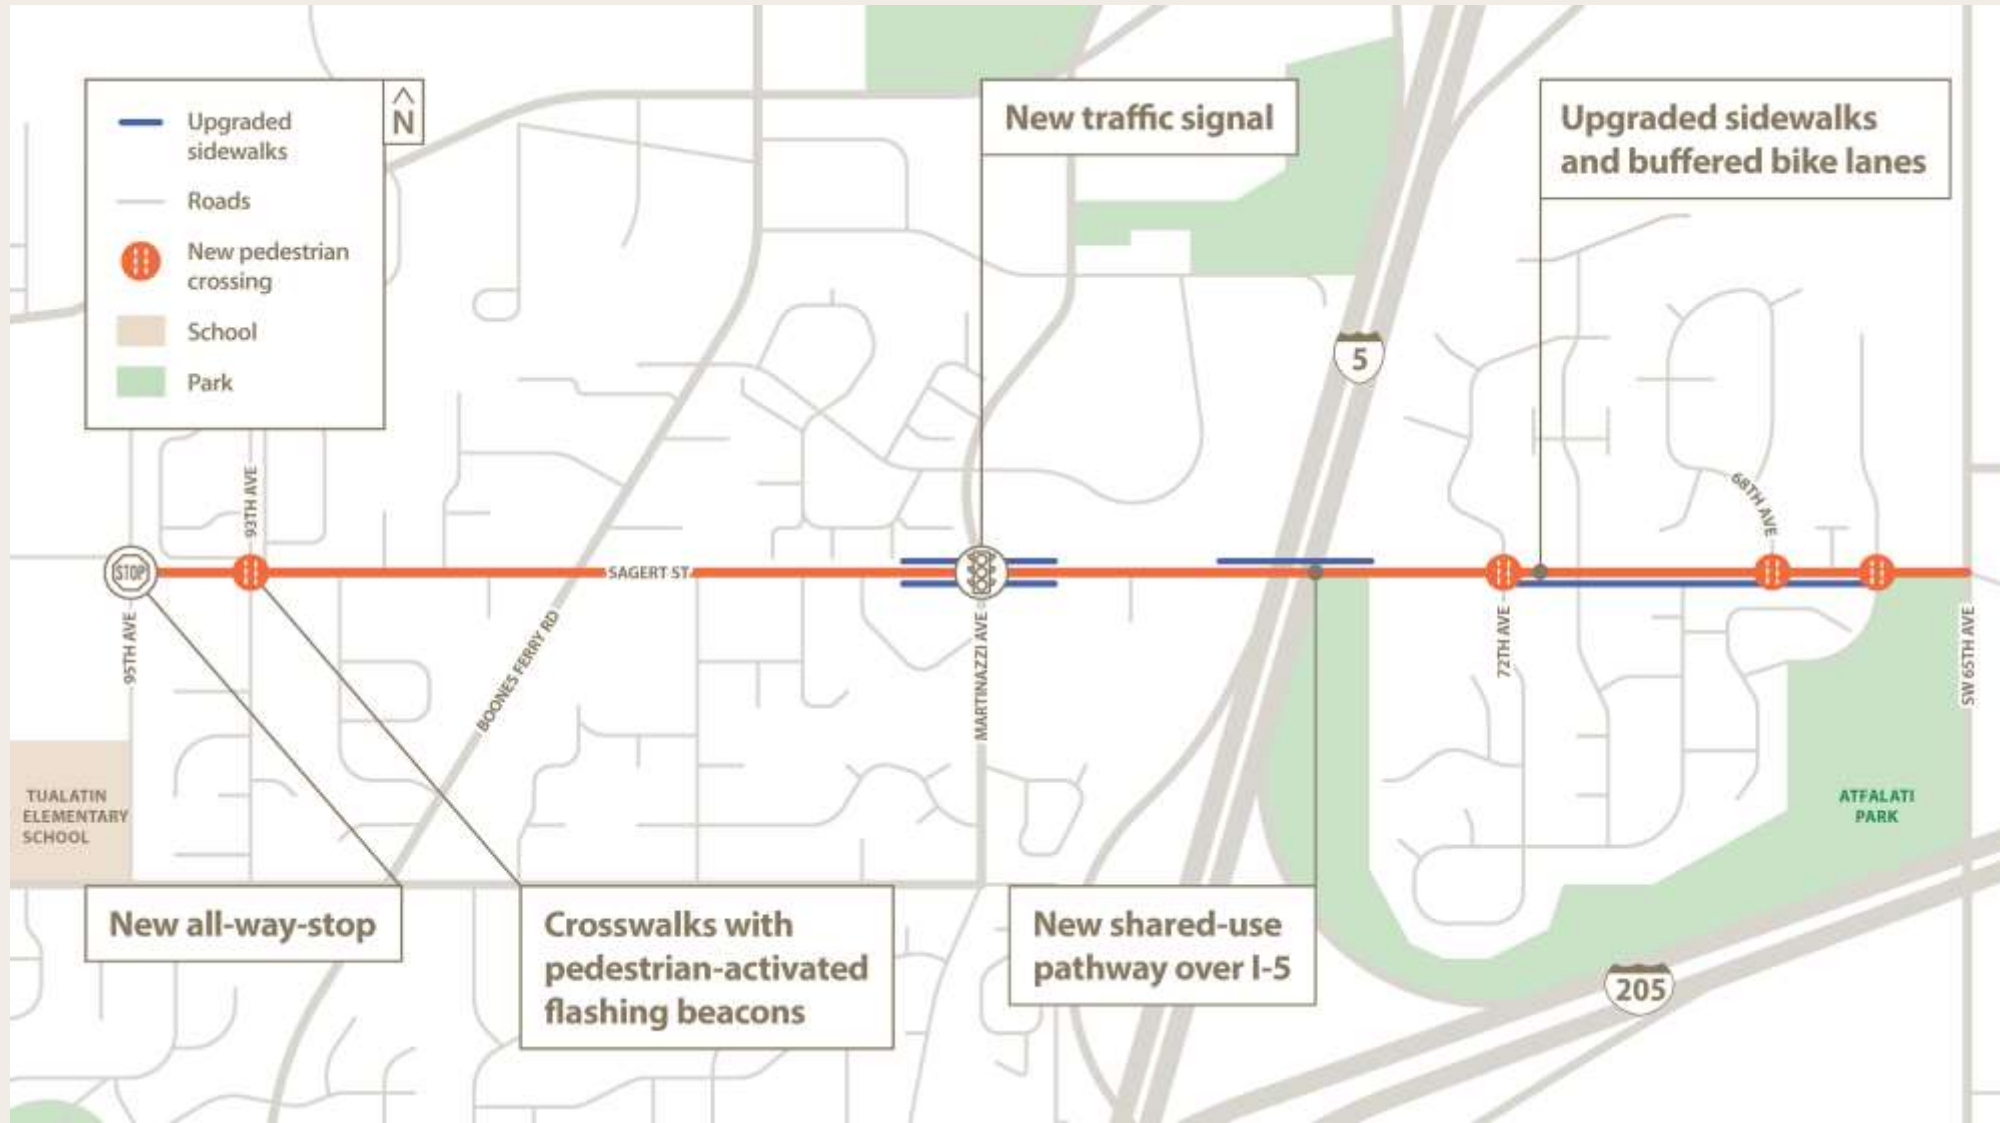 Upgraded
sidewalks
Roads
New pedestrian
crossing
School
Park
N
New traffic signal
Upgraded sidewalks
and buffered bike lanes
5
93TH AVE
68TH AVE
STOP
SAGERT ST
95TH AVE
BOONES FERRY RD
MARTINAZZI AVE
72TH AVE
SW 65TH AVE
TUALATIN
ELEMENTARY
SCHOOL
ATFALATI
PARK
New all-way-stop
Crosswalks with
pedestrian-activated
flashing beacons
New shared-use
pathway over I-5
205